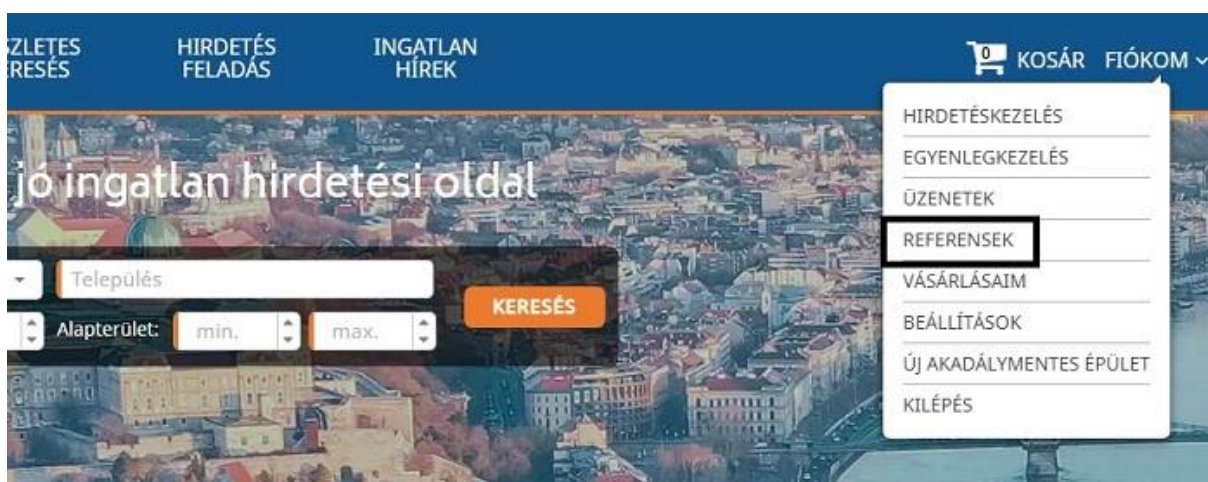 HIRDETÉS
FELADÁS
INGATLAN
HÍREK
0
KOSÁR
FIÓKOM
HIRDETÉSKEZELÉS
EGYENLEGKEZELÉS
ÜZENETEK
REFERENSEK
VÁSÁRLÁSAIM
BEÁLLÍTÁSOK
ÚJ AKADÁLYMENTES ÉPÜLET
KILÉPÉS
jó ingatlan hirdetési oldal
Település
KERESÉS
Alapterület: min. max.